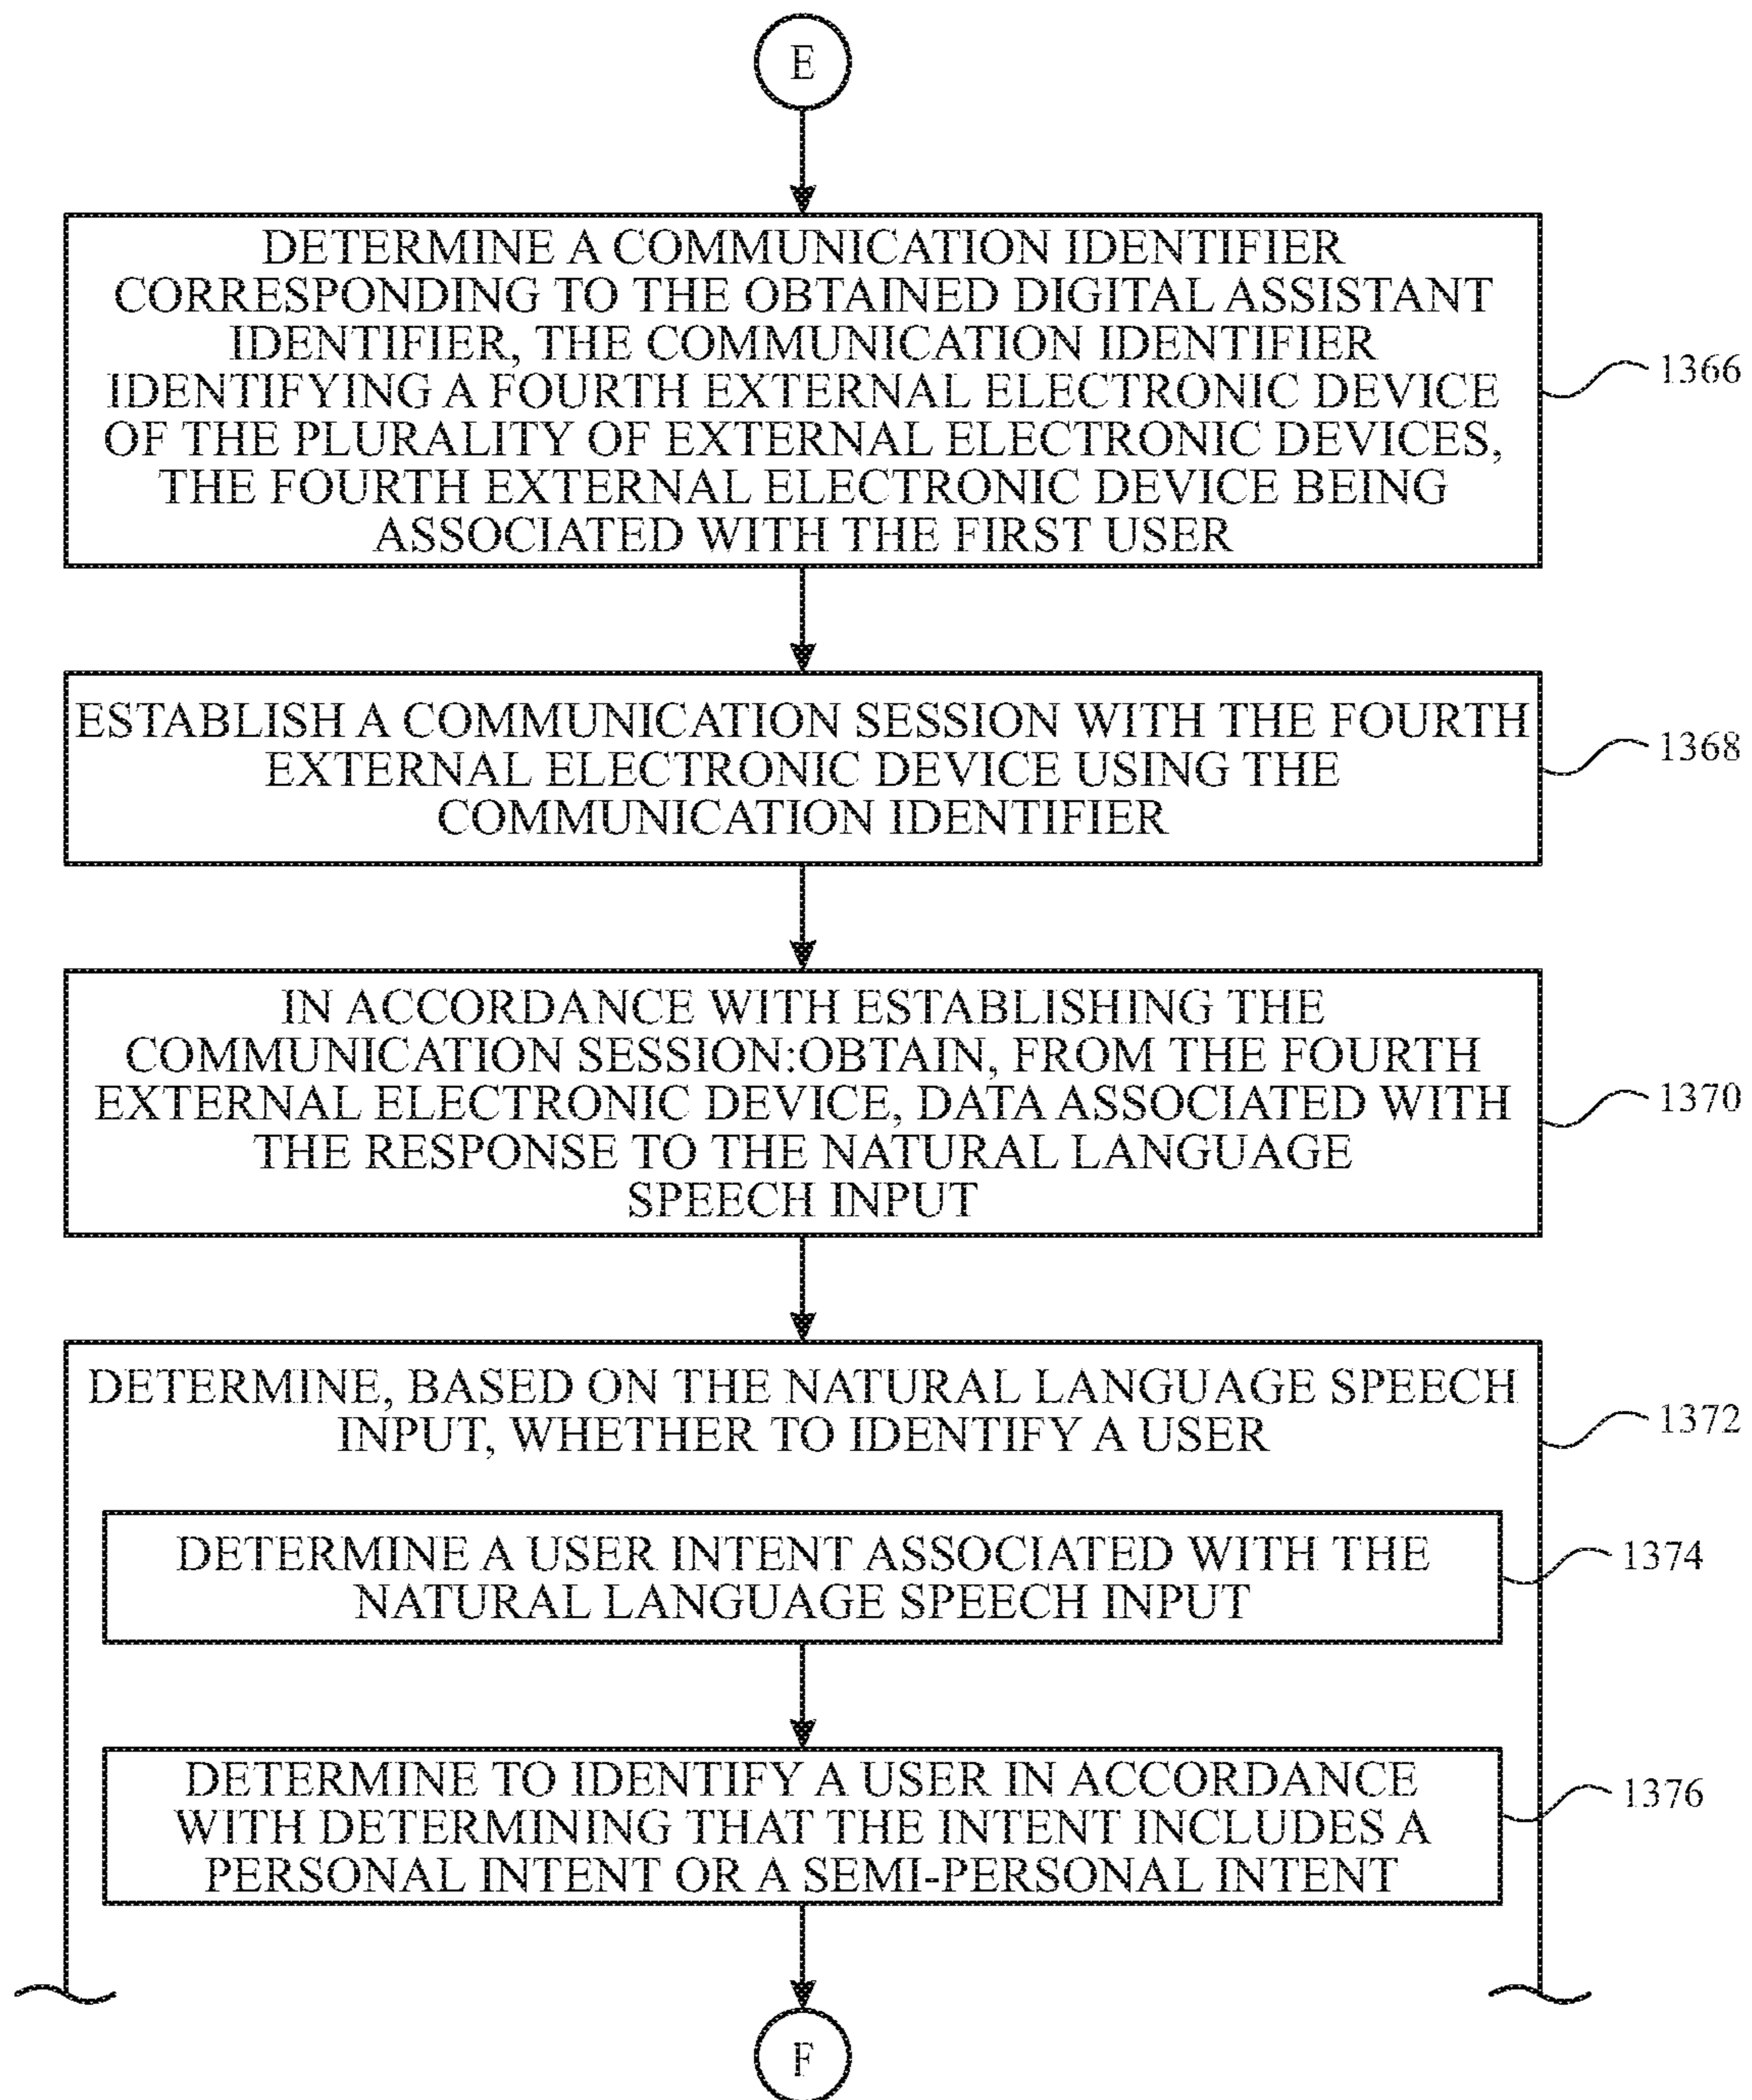 E
DETERMINE A COMMUNICATION IDENTIFIER
CORRESPONDING TO THE OBTAINED DIGITAL ASSISTANT
IDENTIFIER, THE COMMUNICATION IDENTIFIER
IDENTIFYING A FOURTH EXTERNAL ELECTRONIC DEVICE
OF THE PLURALITY OF EXTERNAL ELECTRONIC DEVICES,
THE FOURTH EXTERNAL ELECTRONIC DEVICE BEING
ASSOCIATED WITH THE FIRST USER
1366
ESTABLISH A COMMUNICATION SESSION WITH THE FOURTH
EXTERNAL ELECTRONIC DEVICE USING THE
COMMUNICATION IDENTIFIER
1368
IN ACCORDANCE WITH ESTABLISHING THE
COMMUNICATION SESSION:OBTAIN, FROM THE FOURTH
EXTERNAL ELECTRONIC DEVICE, DATA ASSOCIATED WITH
THE RESPONSE TO THE NATURAL LANGUAGE
SPEECH INPUT
1370
DETERMINE, BASED ON THE NATURAL LANGUAGE SPEECH
INPUT, WHETHER TO IDENTIFY A USER
1372
DETERMINE A USER INTENT ASSOCIATED WITH THE
NATURAL LANGUAGE SPEECH INPUT
1374
DETERMINE TO IDENTIFY A USER IN ACCORDANCE
WITH DETERMINING THAT THE INTENT INCLUDES A
PERSONAL INTENT OR A SEMI-PERSONAL INTENT
1376
F